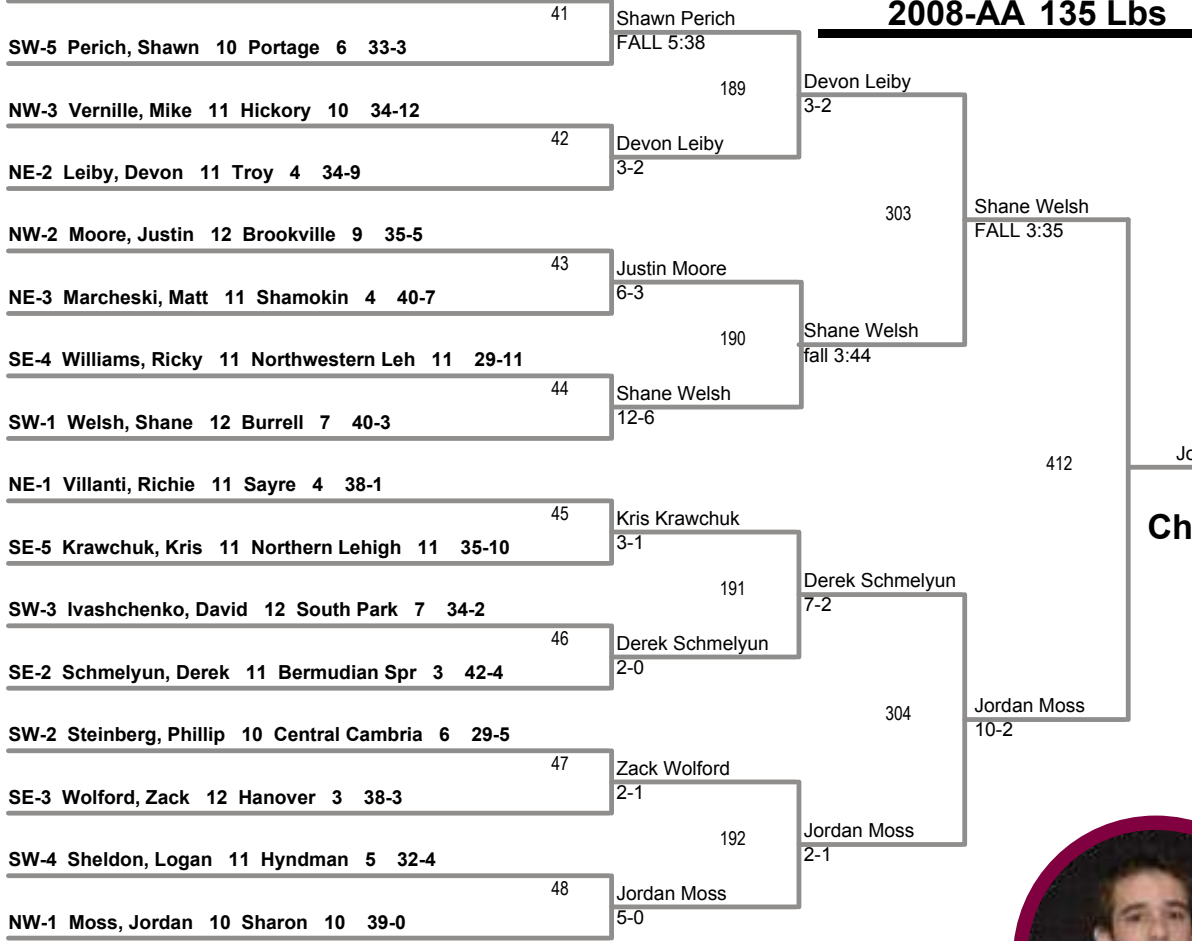 2008-AA 135 Lbs
41
Shawn Perich
FALL 5:38
SW-5 Perich, Shawn 10 Portage 6 33-3
189
Devon Leiby
3-2
NW-3 Vernille, Mike 11 Hickory 10 34-12
42
Devon Leiby
3-2
NE-2 Leiby, Devon 11 Troy 4 34-9
303
Shane Welsh
FALL 3:35
NW-2 Moore, Justin 12 Brookville 9 35-5
43
Justin Moore
6-3
NE-3 Marcheski, Matt 11 Shamokin 4 40-7
190
Shane Welsh
fall 3:44
SE-4 Williams, Ricky 11 Northwestern Leh 11 29-11
44
Shane Welsh
12-6
SW-1 Welsh, Shane 12 Burrell 7 40-3
412
Jo
Ch
NE-1 Villanti, Richie 11 Sayre 4 38-1
45
Kris Krawchuk
3-1
SE-5 Krawchuk, Kris 11 Northern Lehigh 11 35-10
191
Derek Schmelyun
7-2
SW-3 Ivashchenko, David 12 South Park 7 34-2
46
Derek Schmelyun
2-0
SE-2 Schmelyun, Derek 11 Bermudian Spr 3 42-4
304
Jordan Moss
10-2
SW-2 Steinberg, Phillip 10 Central Cambria 6 29-5
47
Zack Wolford
2-1
SE-3 Wolford, Zack 12 Hanover 3 38-3
192
Jordan Moss
2-1
SW-4 Sheldon, Logan 11 Hyndman 5 32-4
48
Jordan Moss
5-0
NW-1 Moss, Jordan 10 Sharon 10 39-0